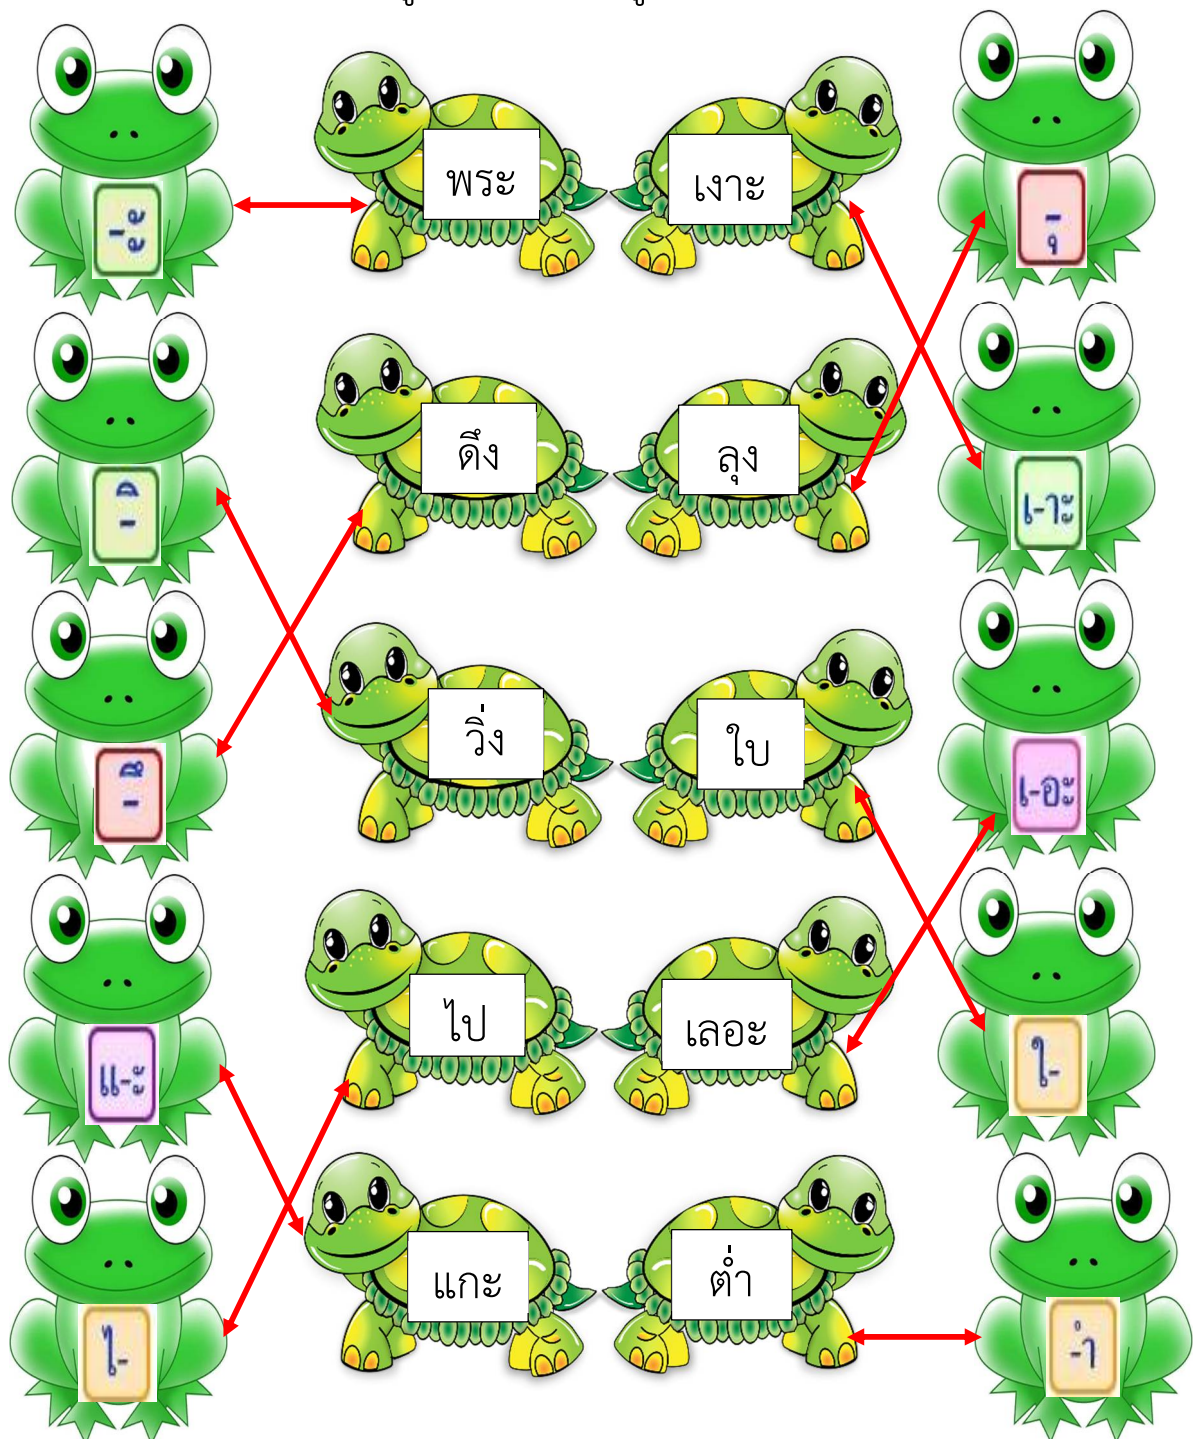 -ะ
พระ
เงาะ
-ุ
-ิ
ดึง
ลุง
เ-าะ
-ึ
วิ่ง
ใบ
เ-อะ
แ-ะ
ไป
เลอะ
ใ-
ไ-
แกะ
ต่ำ
-ำ